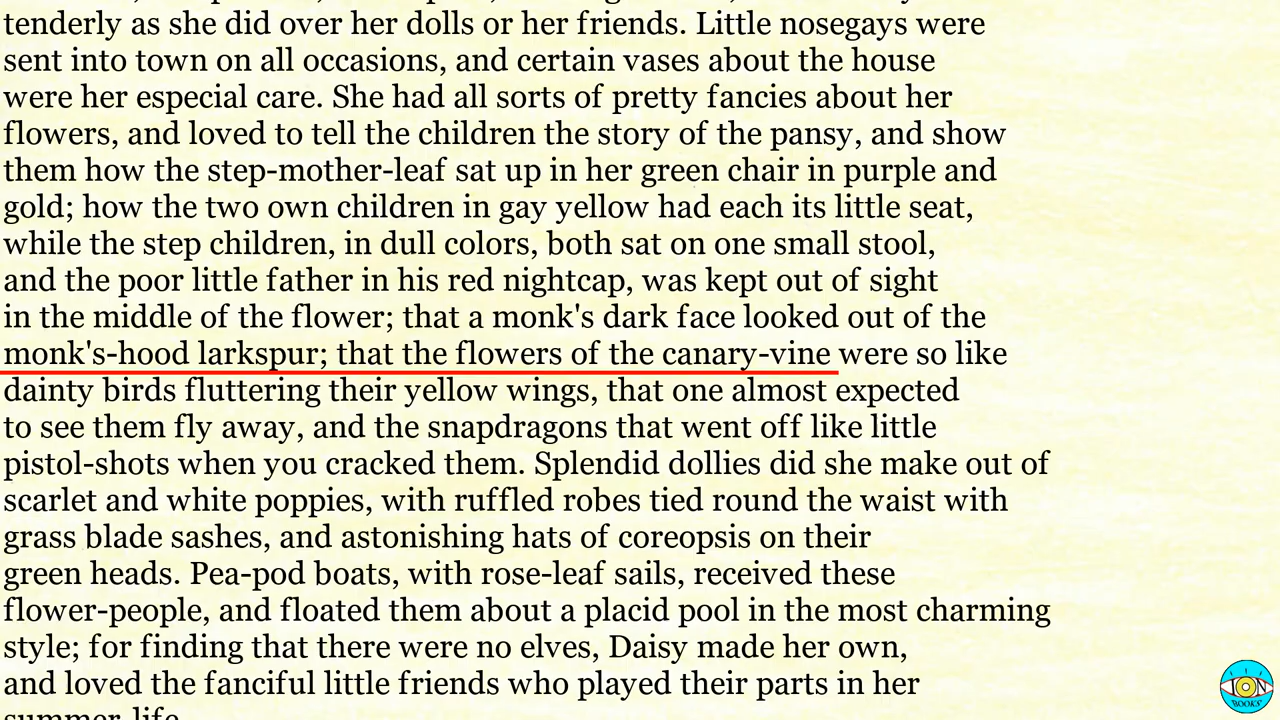 tenderly as she did over her dolls or her friends. Little nosegays were
sent into town on all occasions, and certain vases about the house
were her especial care. She had all sorts of pretty fancies about her
flowers, and loved to tell the children the story of the pansy, and show
them how the step-mother-leaf sat up in her green chair in purple and
gold; how the two own children in gay yellow had each its little seat,
while the step children, in dull colors, both sat on one small stool,
and the poor little father in his red nightcap, was kept out of sight
in the middle of the flower; that a monk's dark face looked out of the
monk's-hood larkspur; that the flowers of the canary-vine were so like
dainty birds fluttering their yellow wings, that one almost expected
to see them fly away, and the snapdragons that went off like little
pistol-shots when you cracked them. Splendid dollies did she make out of
scarlet and white poppies, with ruffled robes tied round the waist with
grass blade sashes, and astonishing hats of coreopsis on their
green heads. Pea-pod boats, with rose-leaf sails, received these
flower-people, and floated them about a placid pool in the most charming
style; for finding that there were no elves, Daisy made her own,
and loved the fanciful little friends who played their parts in her
summer-life.
ION
BOOKS